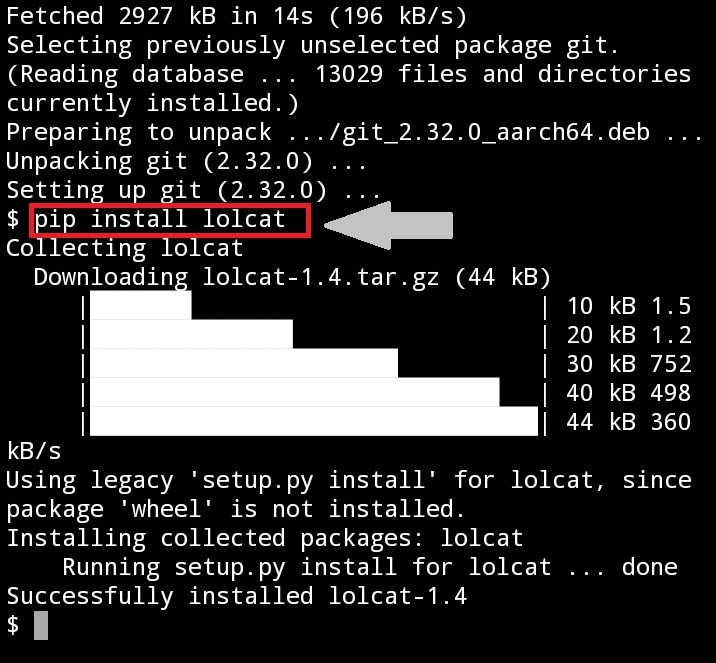 Fetched 2927 kB in 14s (196 kB/s)
Selecting previously unselected package git.
(Reading database ... 13029 files and directories
currently installed.)
Preparing to unpack .../git_2.32.0_aarch64.deb ...
Unpacking git (2.32.0) ...
Setting up git (2.32.0) ...
$ pip install lolcat
Collecting lolcat
Downloading lolcat-1.4.tar.gz (44 kB)
| | 10 kB 1.5
| | 20 kB 1.2
| | 30 kB 752
| | 40 kB 498
| | 44 kB 360
kB/s
Using legacy 'setup.py install' for lolcat, since
package 'wheel' is not installed.
Installing collected packages: lolcat
Running setup.py install for lolcat ... done
Successfully installed lolcat-1.4
$